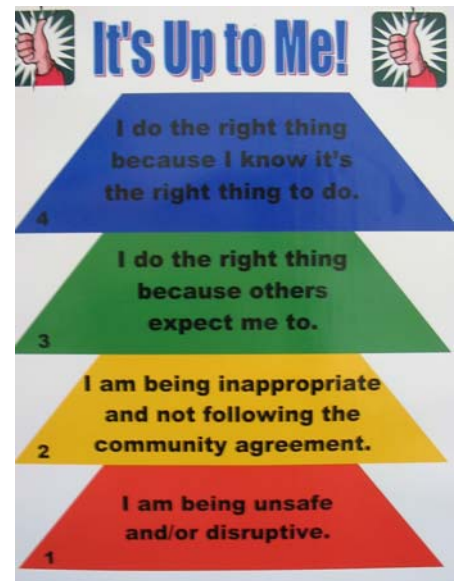 It's Up to Me!
I do the right thing
because I know it's
the right thing to do.
4
I do the right thing
because others
expect me to.
3
I am being inappropriate
and not following the
community agreement.
2
I am being unsafe
and/or disruptive.
1